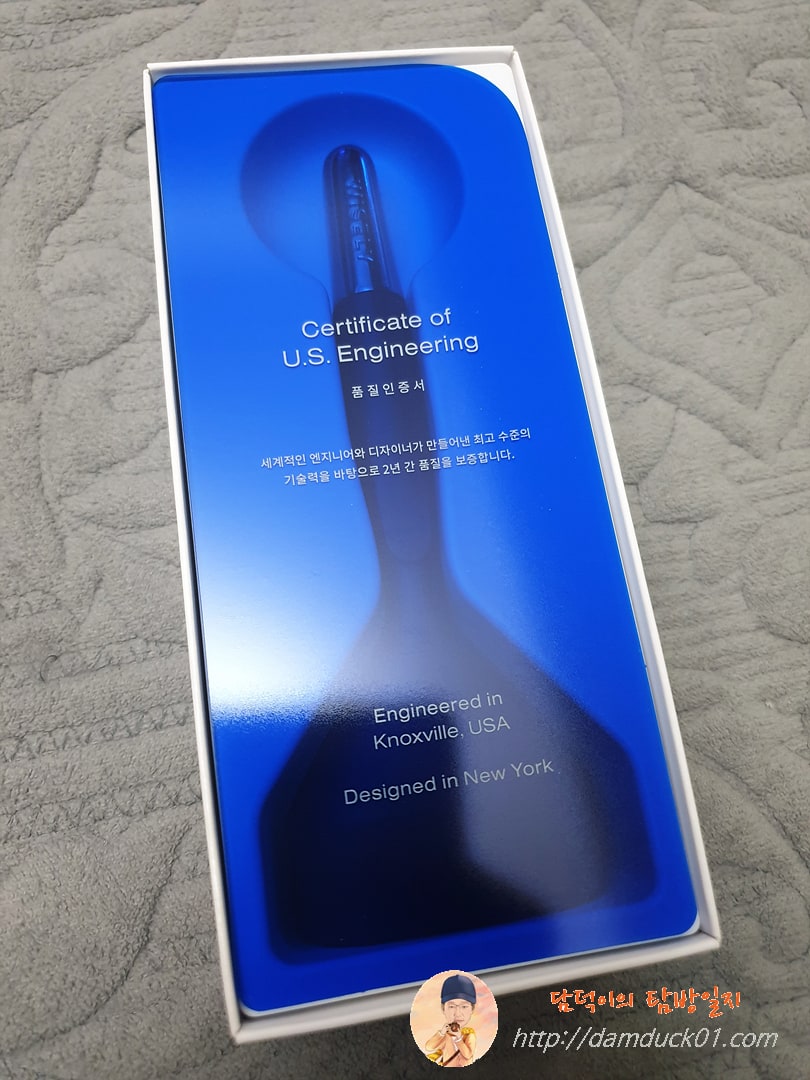 WISELY
Certificate of
U.S. Engineering
품질인증서
세계적인 엔지니어와 디자이너가 만들어낸 최고 수준의
기술력을 바탕으로 2년 간 품질을 보증합니다.
Engineered in
Knoxville, USA
Designed in New York
담덕이의 탐방일지
http://damduck01.com